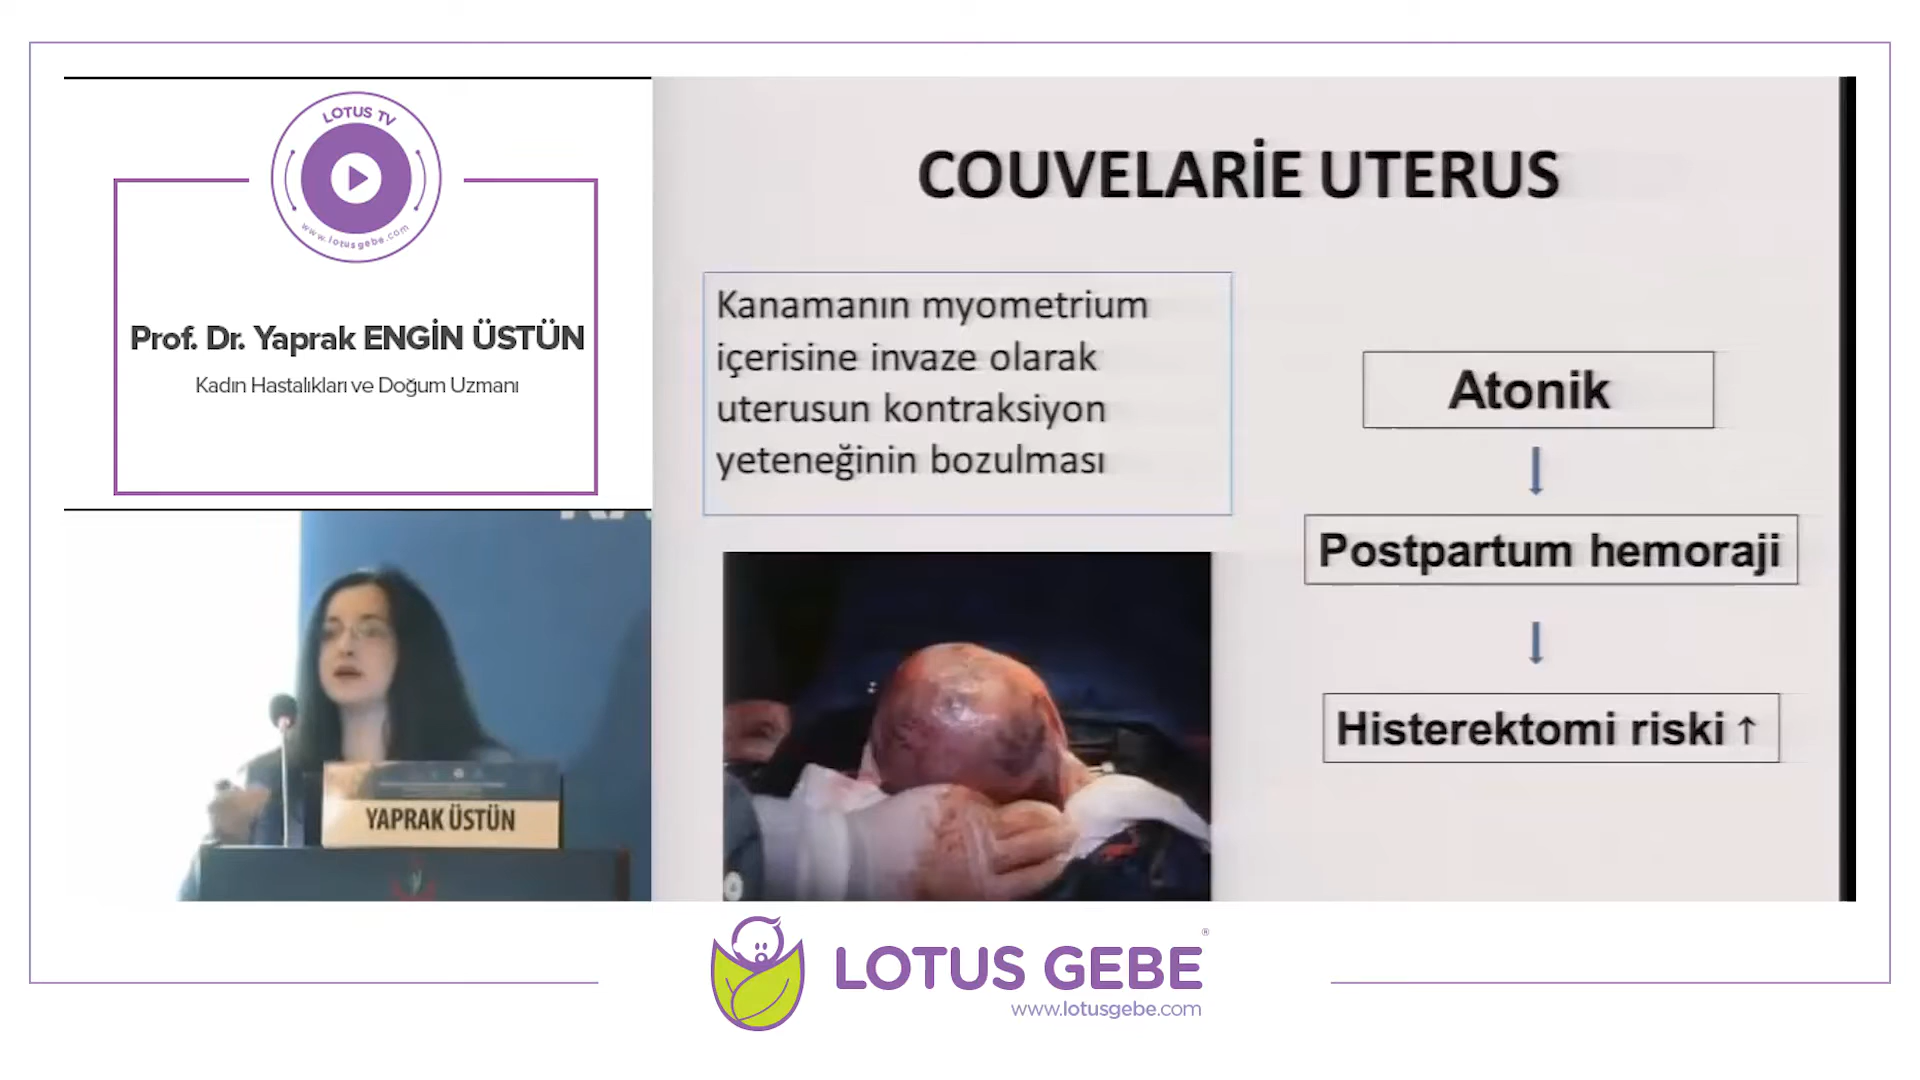 LOTUS TV
www.lotusgebe.com
Prof. Dr. Yaprak ENGİN ÜSTÜN
Kadın Hastalıkları ve Doğum Uzmanı
YAPRAK ÜSTÜN
COUVELARİE UTERUS
Kanamanın myometrium
içerisine invaze olarak
uterusun kontraksiyon
yeteneğinin bozulması
Atonik
Postpartum hemoraji
Histerektomi riski ↑
LOTUS GEBE®
www.lotusgebe.com